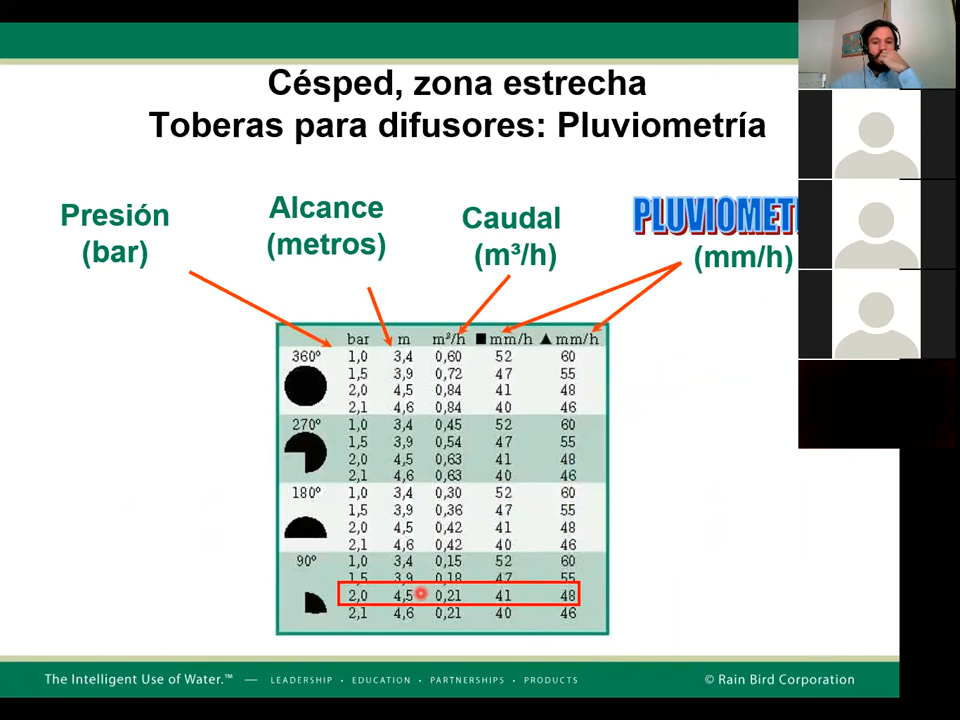 Césped, zona estrecha
Toberas para difusores: Pluviometría
Presión
(bar)
Alcance
(metros)
Caudal
(m³/h)
PLUVIOMET
(mm/h)
bar m m³/h ■mm/h ▲mm/h
360º 1,0 3,4 0,60 52 60
1,5 3,9 0,72 47 55
2,0 4,5 0,84 41 48
2,1 4,6 0,84 40 46
270º 1,0 3,4 0,45 52 60
1,5 3,9 0,54 47 55
2,0 4,5 0,63 41 48
2,1 4,6 0,63 40 46
180º 1,0 3,4 0,30 52 60
1,5 3,9 0,36 47 55
2,0 4,5 0,42 41 48
2,1 4,6 0,42 40 46
90º 1,0 3,4 0,15 52 60
1,5 3,9 0,18 47 55
2,0 4,5 0,21 41 48
2,1 4,6 0,21 40 46
The Intelligent Use of Water.™ — LEADERSHIP • EDUCATION • PARTNERSHIPS • PRODUCTS
© Rain Bird Corporation